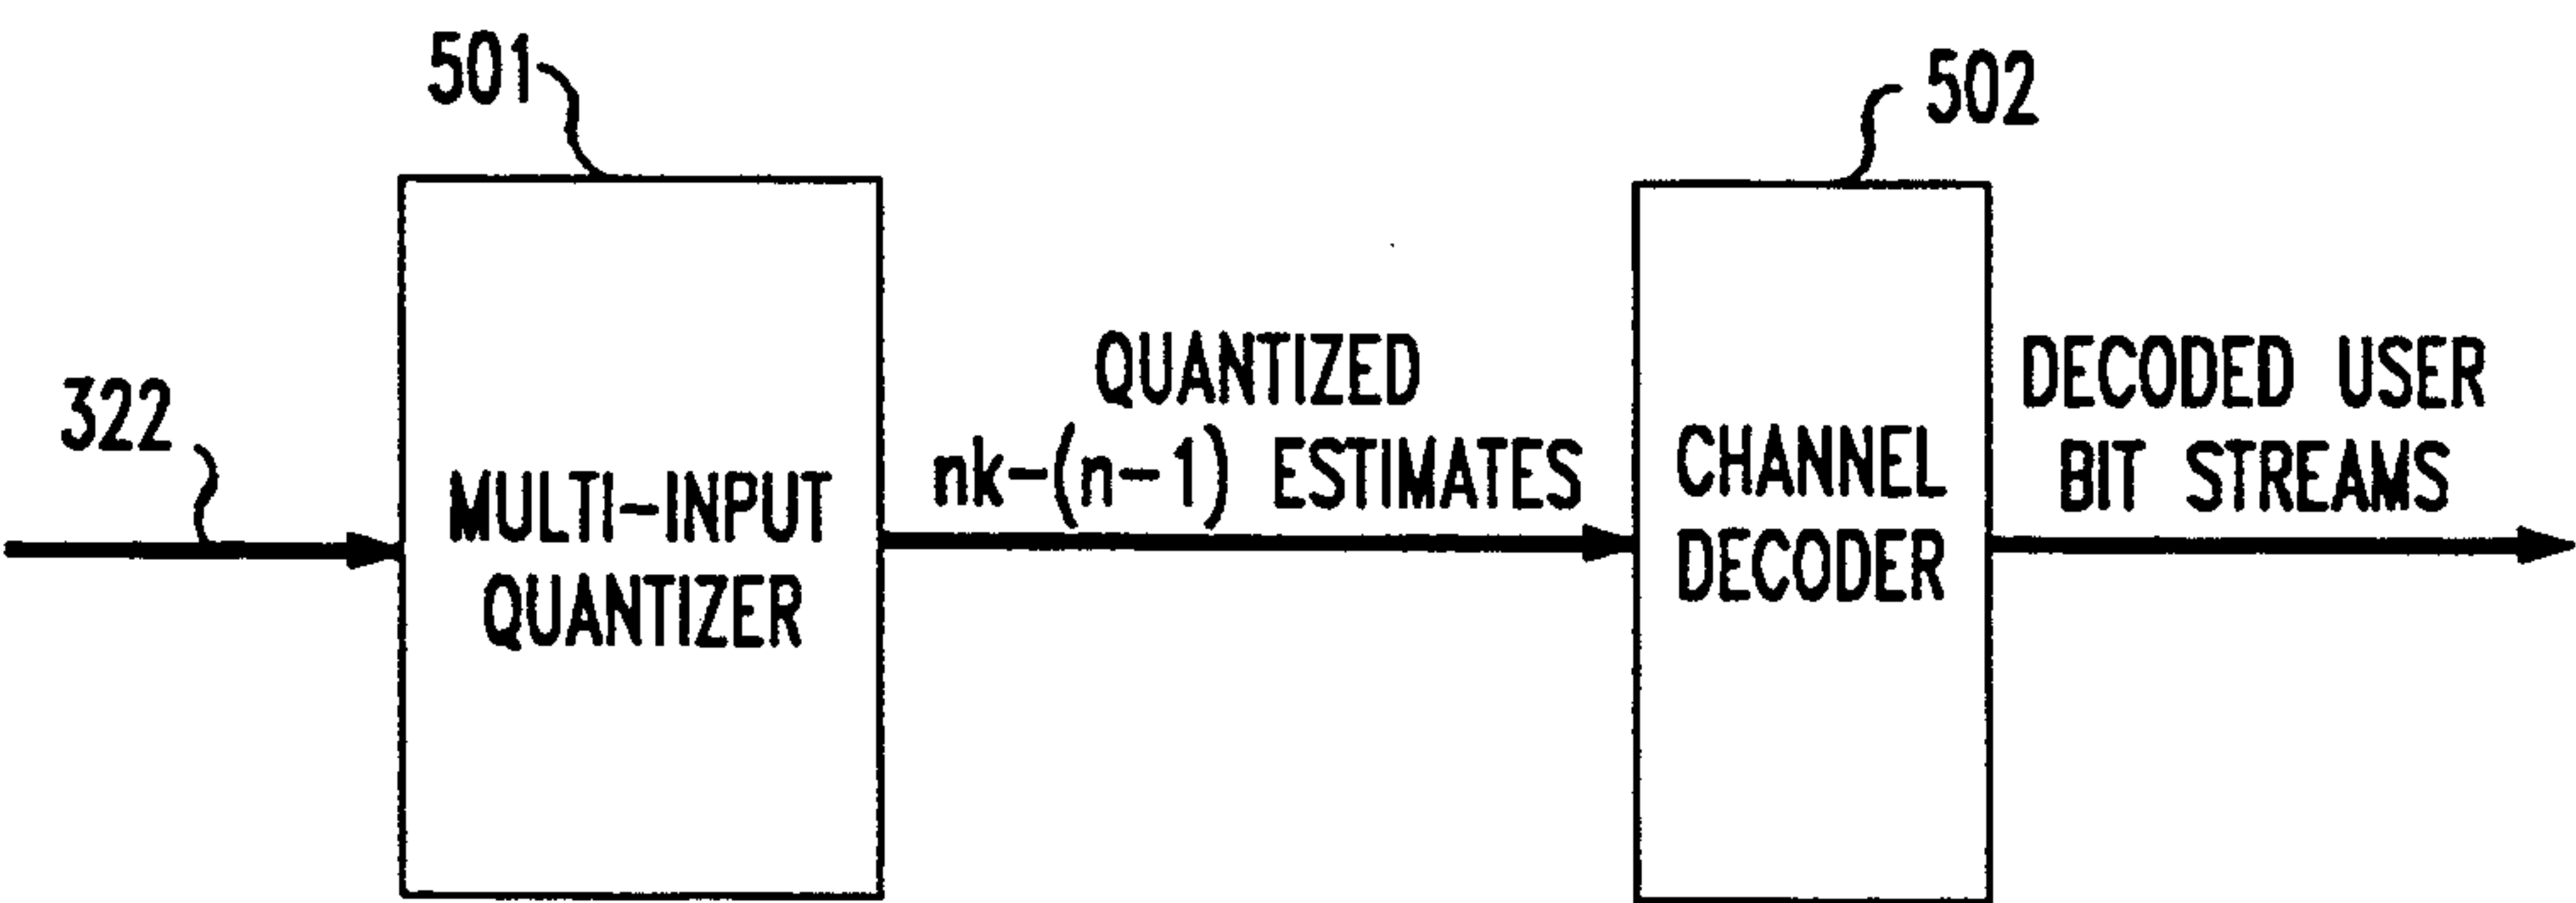 501
502
322
MULTI-INPUT
QUANTIZER
QUANTIZED
nk-(n-1) ESTIMATES
CHANNEL
DECODER
DECODED USER
BIT STREAMS